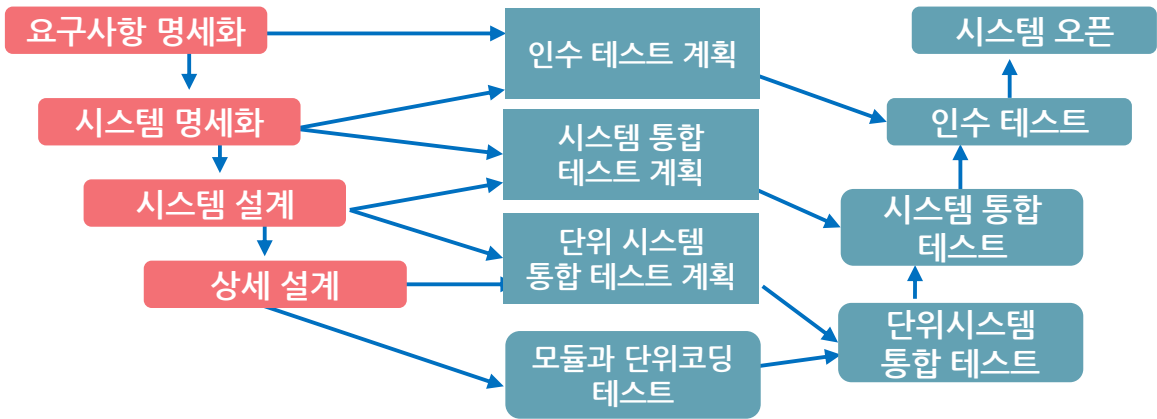 요구사항 명세화
시스템 명세화
시스템 설계
상세 설계
인수 테스트 계획
시스템 통합
테스트 계획
단위 시스템
통합 테스트 계획
모듈과 단위코딩
테스트
시스템 오픈
인수 테스트
시스템 통합
테스트
단위시스템
통합 테스트